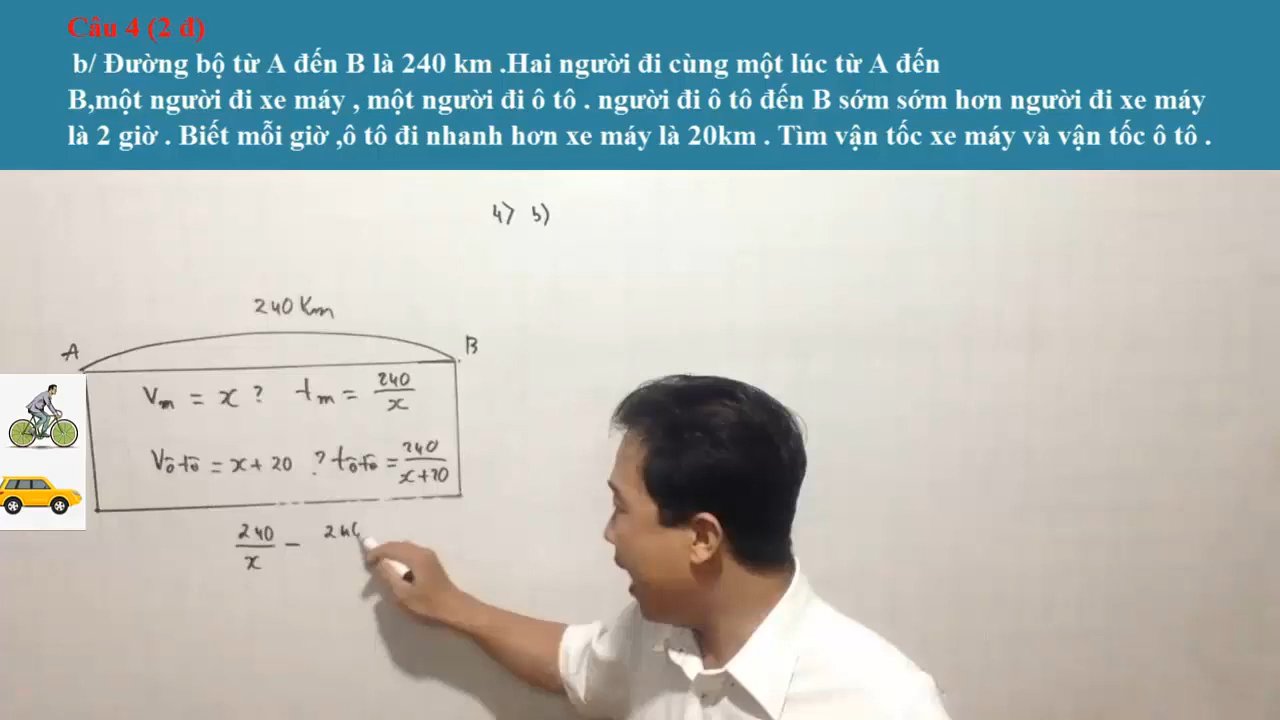 Câu 4 (2 đ)
b/ Đường bộ từ A đến B là 240 km .Hai người đi cùng một lúc từ A đến
B,một người đi xe máy , một người đi ô tô . người đi ô tô đến B sớm sớm hơn người đi xe máy
là 2 giờ . Biết mỗi giờ ,ô tô đi nhanh hơn xe máy là 20km . Tìm vận tốc xe máy và vận tốc ô tô .
4) b)
240 Km
A B
Vm = x ? tm = 240/x
Vôtô = x + 20 ? tôtô = 240/x+20
240/x - 24